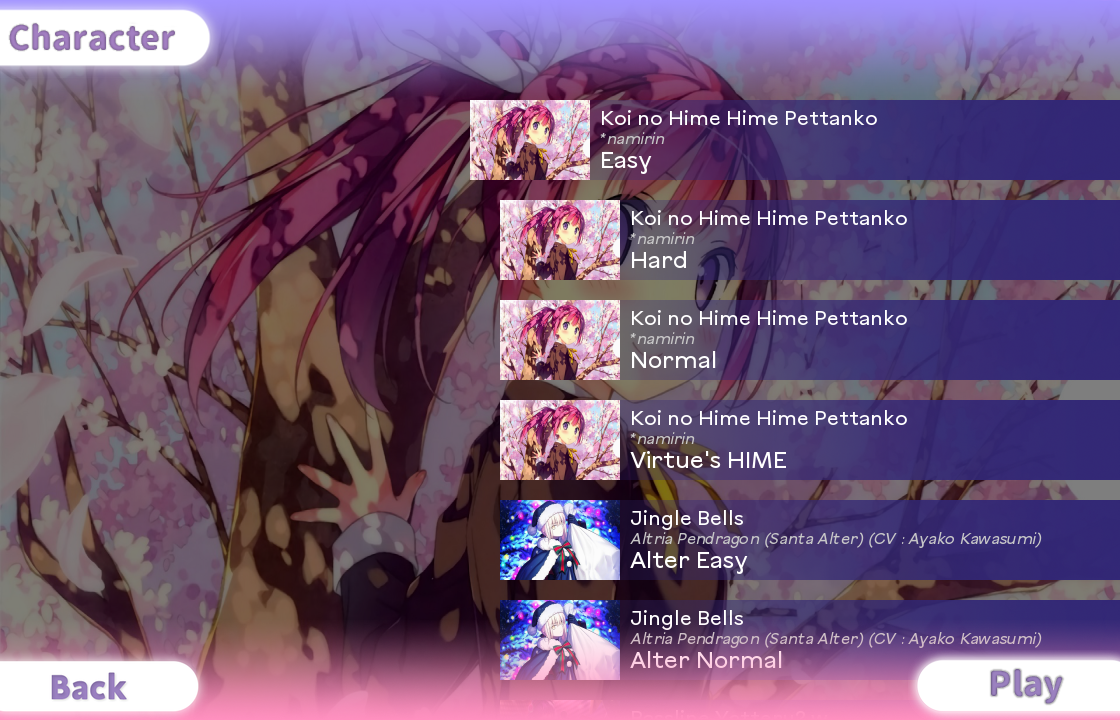 Character
Koi no Hime Hime Pettanko
*namirin
Easy
Koi no Hime Hime Pettanko
*namirin
Hard
Koi no Hime Hime Pettanko
*namirin
Normal
Koi no Hime Hime Pettanko
*namirin
Virtue's HIME
Jingle Bells
Altria Pendragon (Santa Alter) (CV : Ayako Kawasumi)
Alter Easy
Jingle Bells
Altria Pendragon (Santa Alter) (CV : Ayako Kawasumi)
Alter Normal
Back
Play